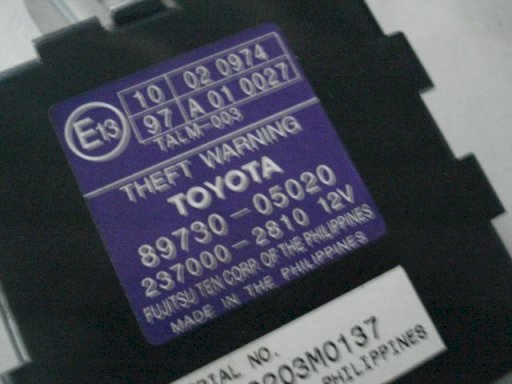 E13
10 02 0974
97 A 01 0027
TALM-003
THEFT WARNING
TOYOTA
89730-05020
237000-2810 12V
FUJITSU TEN CORP. OF THE PHILIPPINES
MADE IN THE PHILIPPINES
NO.
203M0137
PHILIPPINES